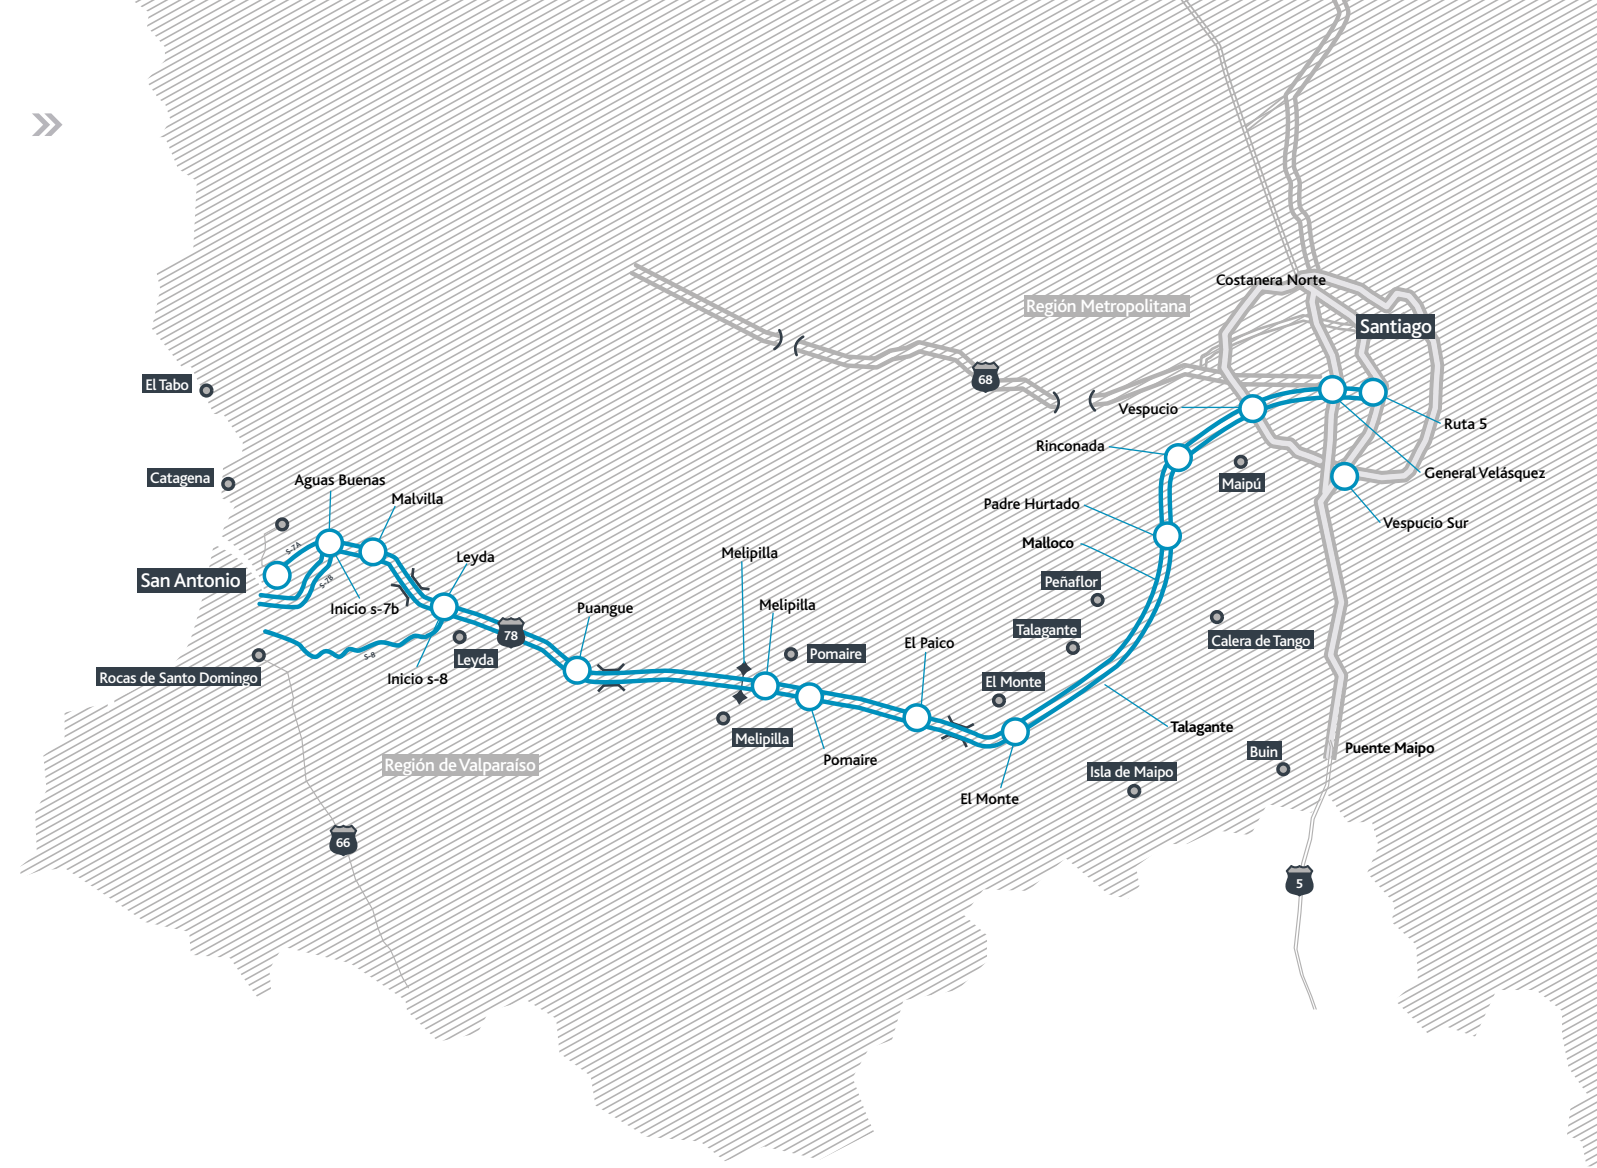 Costanera Norte
Región Metropolitana
Santiago
68
El Tabo
Vespucio
Ruta 5
Rinconada
General Velásquez
Catagena
Aguas Buenas
Maipú
Malvilla
Padre Hurtado
Vespucio Sur
S-7A
Malloco
Leyda
Melipilla
San Antonio
S-7B
Peñaflor
Inicio s-7b
Puangue
Melipilla
78
Talagante
Calera de Tango
El Paico
S-8
Leyda
Pomaire
Rocas de Santo Domingo
Inicio s-8
El Monte
Talagante
Melipilla
Puente Maipo
Buin
Pomaire
Región de Valparaíso
Isla de Maipo
El Monte
66
5